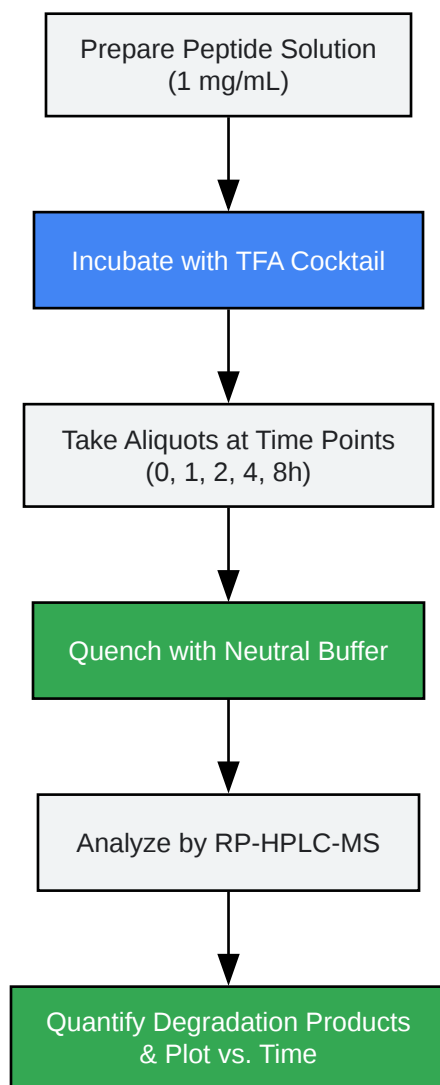 Prepare Peptide Solution
(1 mg/mL)
Incubate with TFA Cocktail
Take Aliquots at Time Points
(0, 1, 2, 4, 8h)
Quench with Neutral Buffer
Analyze by RP-HPLC-MS
Quantify Degradation Products
& Plot vs. Time